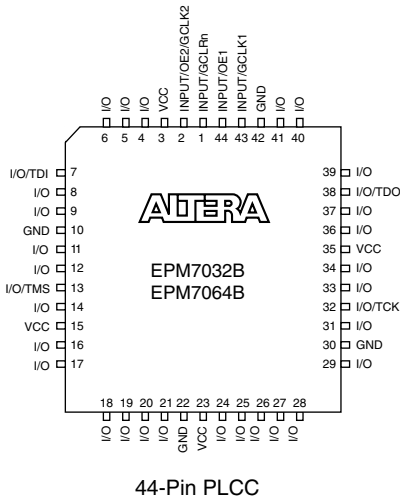 I/O I/O I/O VCC INPUT/OE2/GCLK2 INPUT/GCLRn INPUT/OE1 INPUT/GCLK1 GND I/O I/O
6 5 4 3 2 1 44 43 42 41 40
I/O/TDI 7
I/O 8
I/O 9
GND 10
I/O 11
I/O 12
I/O/TMS 13
I/O 14
VCC 15
I/O 16
I/O 17
ALTERA
EPM7032B
EPM7064B
39 I/O
38 I/O/TDO
37 I/O
36 I/O
35 VCC
34 I/O
33 I/O
32 I/O/TCK
31 I/O
30 GND
29 I/O
18 19 20 21 22 23 24 25 26 27 28
I/O I/O I/O I/O GND VCC I/O I/O I/O I/O I/O
44-Pin PLCC